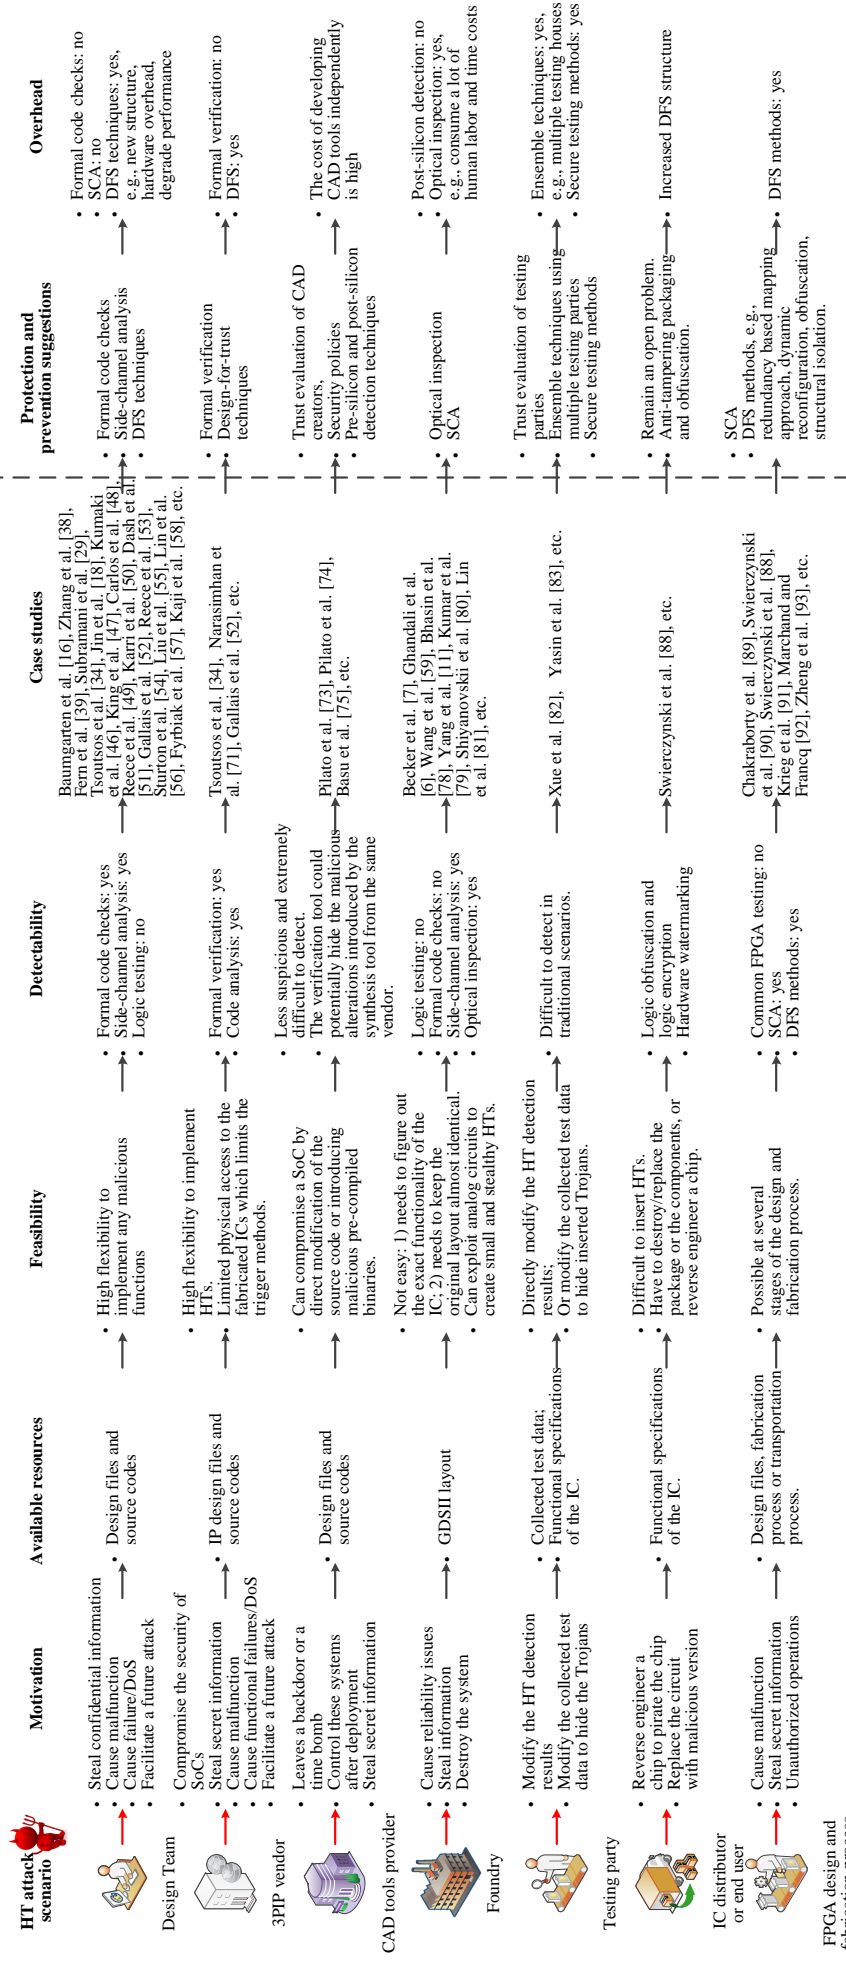 HT attack
scenario
Motivation
Available resources
Feasibility
Detectability
Case studies
Protection and
prevention suggestions
Overhead
Design Team
• Steal confidential information
• Cause malfunction
• Cause failure/DoS
• Facilitate a future attack
• Design files and
source codes
• High flexibility to
implement any malicious
functions
• Formal code checks: yes
• Side-channel analysis: yes
• Logic testing: no
Baumgarten et al. [16], Zhang et al. [38],
Fern et al. [39], Subramani et al. [29],
Tsoutsos et al. [34], Jin et al. [18], Kumaki
et al. [46], King et al. [47], Carlos et al. [48],
Reece et al. [49], Karri et al. [50], Dash et al.
[51], Gallais et al. [52], Reece et al. [53],
Sturton et al. [54], Liu et al. [55], Lin et al.
[56], Fyrbiak et al. [57], Kaji et al. [58], etc.
• Formal code checks
• Side-channel analysis
• DFS techniques
• Formal code checks: no
• SCA: no
• DFS techniques: yes,
e.g., new structure,
hardware overhead,
degrade performance
3PIP vendor
• Compromise the security of
SoCs
• Steal secret information
• Cause malfunction
• Cause functional failures/DoS
• Facilitate a future attack
• IP design files and
source codes
• High flexibility to implement
HTs.
• Limited physical access to the
fabricated ICs which limits the
trigger methods.
• Formal verification: yes
• Code analysis: yes
Tsoutsos et al. [34], Narasimhan et
al. [71], Gallais et al. [52], etc.
• Formal verification
• Design-for-trust
techniques
• Formal verification: no
• DFS: yes
CAD tools provider
• Leaves a backdoor or a
time bomb
• Control these systems
after deployment
• Steal secret information
• Design files and
source codes
• Can compromise a SoC by
direct modification of the
source code or introducing
malicious pre-compiled
binaries.
• Less suspicious and extremely
difficult to detect.
• The verification tool could
potentially hide the malicious
alterations introduced by the
synthesis tool from the same
vendor.
Pilato et al. [73], Pilato et al. [74],
Basu et al. [75], etc.
• Trust evaluation of CAD
creators,
• Security policies
• Pre-silicon and post-silicon
detection techniques
• The cost of developing
CAD tools independently
is high
Foundry
• Cause reliability issues
• Steal information
• Destroy the system
• GDSII layout
• Not easy: 1) needs to figure out
the exact functionality of the
IC; 2) needs to keep the
original layout almost identical.
• Can exploit analog circuits to
create small and stealthy HTs.
• Logic testing: no
• Formal code checks: no
• Side-channel analysis: yes
• Optical inspection: yes
Becker et al. [7], Ghandali et al.
[6], Wang et al. [59], Bhasin et al.
[78], Yang et al. [11], Kumar et al.
[79], Shiyanovskii et al. [80], Lin
et al. [81], etc.
• Optical inspection
• SCA
• Post-silicon detection: no
• Optical inspection: yes,
e.g., consume a lot of
human labor and time costs
Testing party
• Modify the HT detection
results
• Modify the collected test
data to hide the Trojans
• Collected test data;
• Functional specifications
of the IC.
• Directly modify the HT detection
results;
• Or modify the collected test data
to hide inserted Trojans.
• Difficult to detect in
traditional scenarios.
Xue et al. [82], Yasin et al. [83], etc.
• Trust evaluation of testing
parties
• Ensemble techniques using
multiple testing parties
• Secure testing methods
• Ensemble techniques: yes,
e.g., multiple testing houses
• Secure testing methods: yes
IC distributor
or end user
• Reverse engineer a
chip to pirate the chip
• Replace the circuit
with malicious version
• Functional specifications
of the IC.
• Difficult to insert HTs.
• Have to destroy/replace the
package or the components, or
reverse engineer a chip.
• Logic obfuscation and
logic encryption
• Hardware watermarking
Swierczynski et al. [88], etc.
• Remain an open problem.
• Anti-tampering packaging
and obfuscation.
• Increased DFS structure
FPGA design and
• Cause malfunction
• Steal secret information
• Unauthorized operations
• Design files, fabrication
process or transportation
process.
• Possible at several
stages of the design and
fabrication process.
• Common FPGA testing: no
• SCA: yes
• DFS methods: yes
Chakraborty et al. [89], Swierczynski
et al. [90], Swierczynski et al. [88],
Krieg et al. [91], Marchand and
Francq [92], Zheng et al. [93], etc.
• SCA
• DFS methods, e.g.,
redundancy based mapping
approach, dynamic
reconfiguration, obfuscation,
structural isolation.
• DFS methods: yes